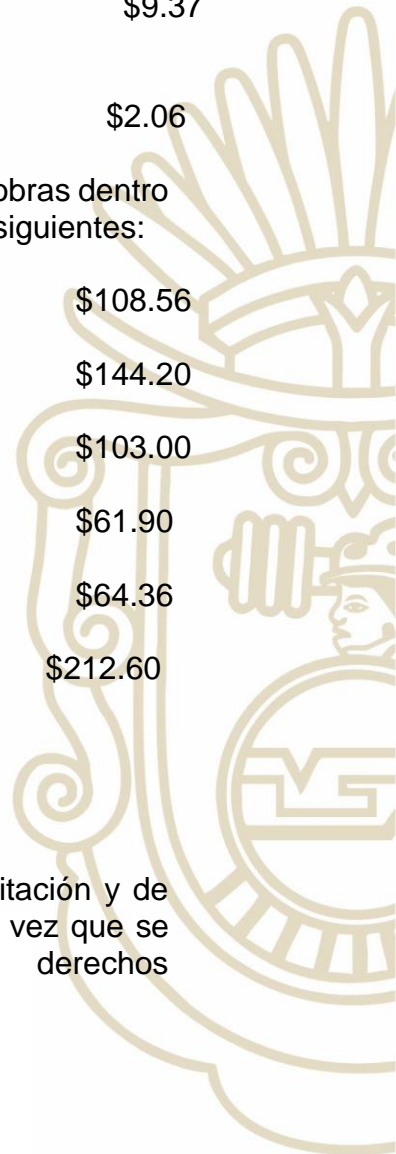 $9.37
$2.06
obras dentro
siguientes:
$108.56
$144.20
$103.00
$61.90
$64.36
$212.60
itación y de
vez que se
derechos